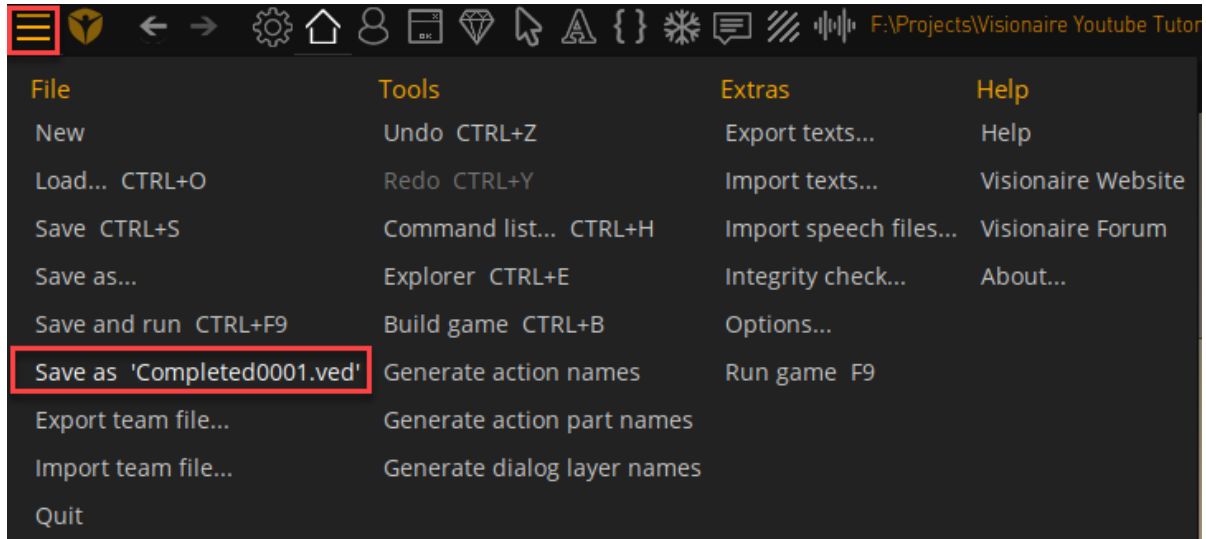 F:\Projects\Visionaire Youtube Tutor
File
New
Load... CTRL+O
Save CTRL+S
Save as...
Save and run CTRL+F9
Save as 'Completed0001.ved'
Export team file...
Import team file...
Quit
Tools
Undo CTRL+Z
Redo CTRL+Y
Command list... CTRL+H
Explorer CTRL+E
Build game CTRL+B
Generate action names
Generate action part names
Generate dialog layer names
Extras
Export texts...
Import texts...
Import speech files...
Integrity check...
Options...
Run game F9
Help
Help
Visionaire Website
Visionaire Forum
About...